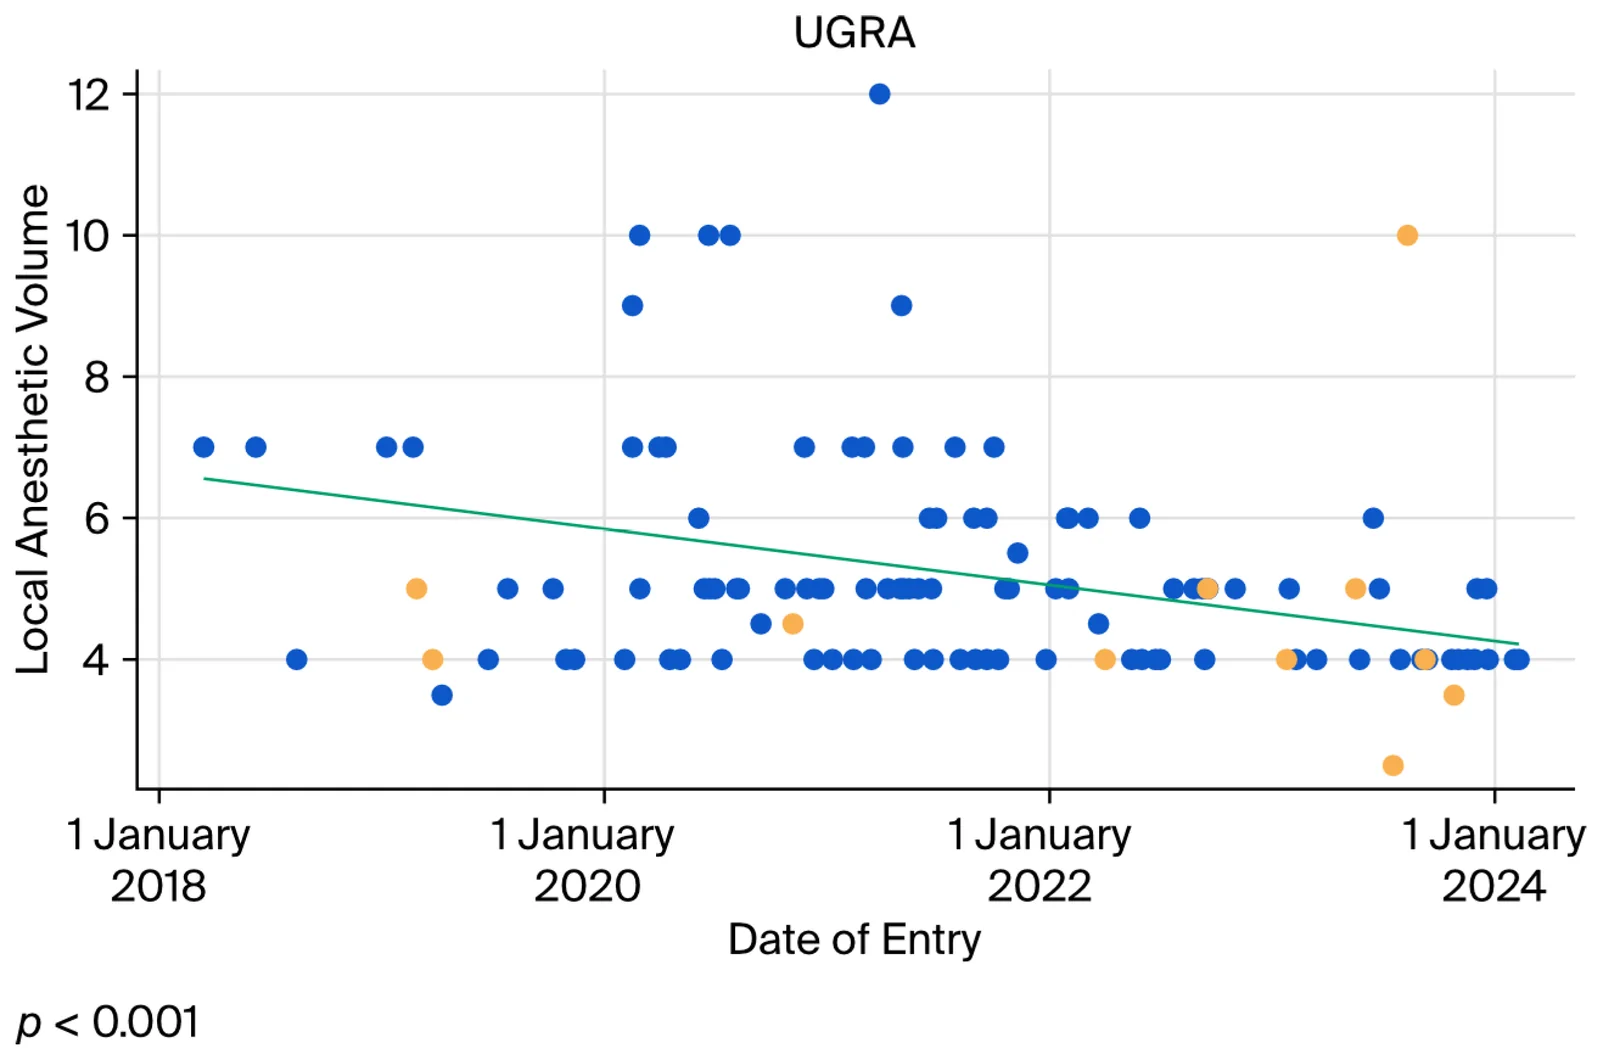 UGRA
12
10
8
6
4
Local Anesthetic Volume
1 January
2018
1 January
2020
1 January
2022
1 January
2024
Date of Entry
p < 0.001